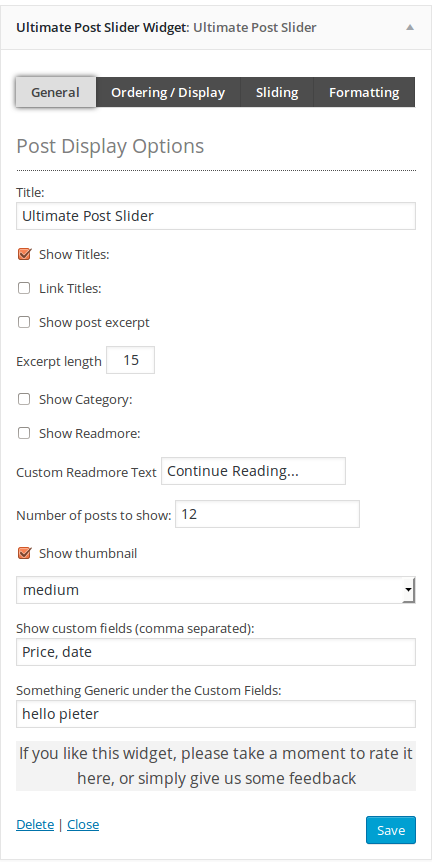 Ultimate Post Slider Widget: Ultimate Post Slider
General Ordering / Display Sliding Formatting
Post Display Options
Title:
Ultimate Post Slider
Show Titles:
Link Titles:
Show post excerpt
Excerpt length 15
Show Category:
Show Readmore:
Custom Readmore Text Continue Reading...
Number of posts to show: 12
Show thumbnail
medium
Show custom fields (comma separated):
Price, date
Something Generic under the Custom Fields:
hello pieter
If you like this widget, please take a moment to rate it
here, or simply give us some feedback
Delete | Close Save